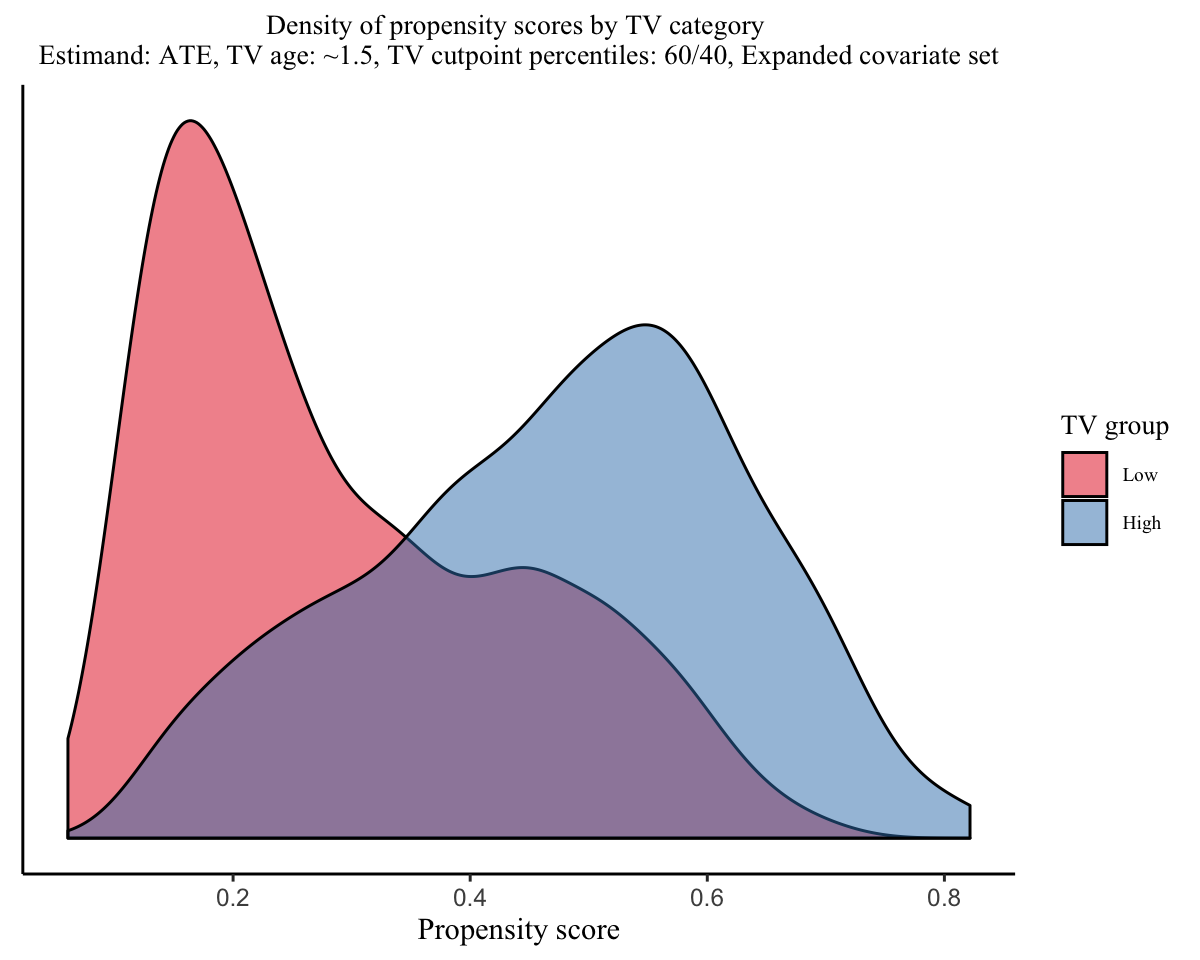 Density of propensity scores by TV category
Estimand: ATE, TV age: ~1.5, TV cutpoint percentiles: 60/40, Expanded covariate set
TV group
Low
High
0.2 0.4 0.6 0.8
Propensity score